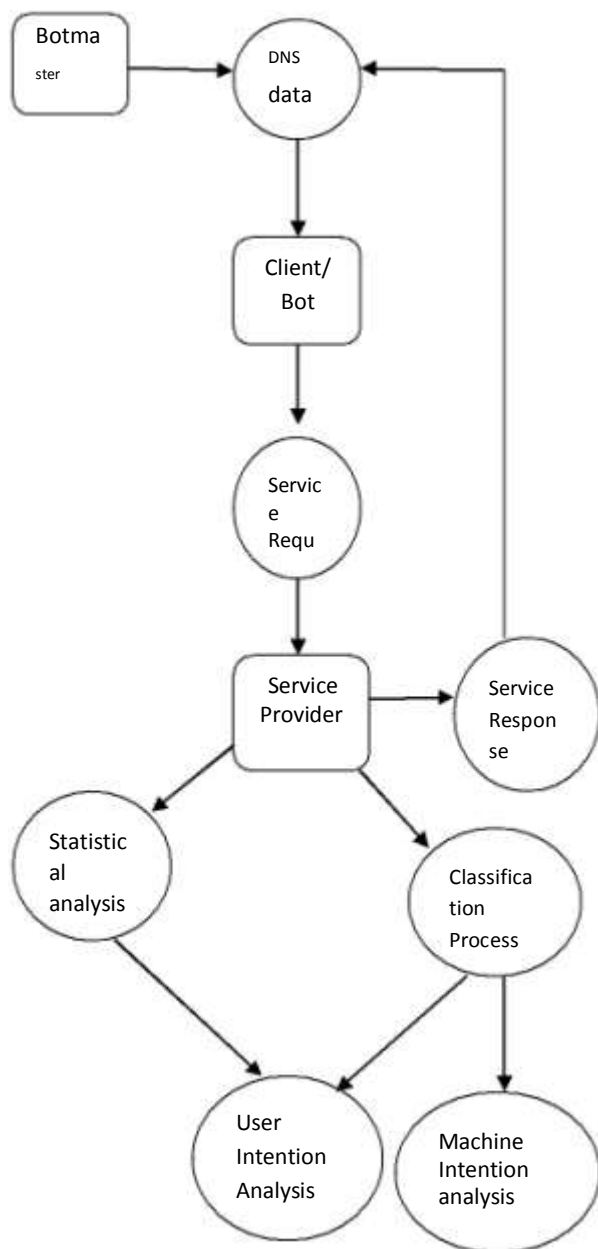 Botma
ster
DNS
data
Client/
Bot
Servic
e
Requ
Service
Provider
Service
Respon
se
Statistic
al
analysis
Classifica
tion
Process
User
Intention
Analysis
Machine
Intention
analysis